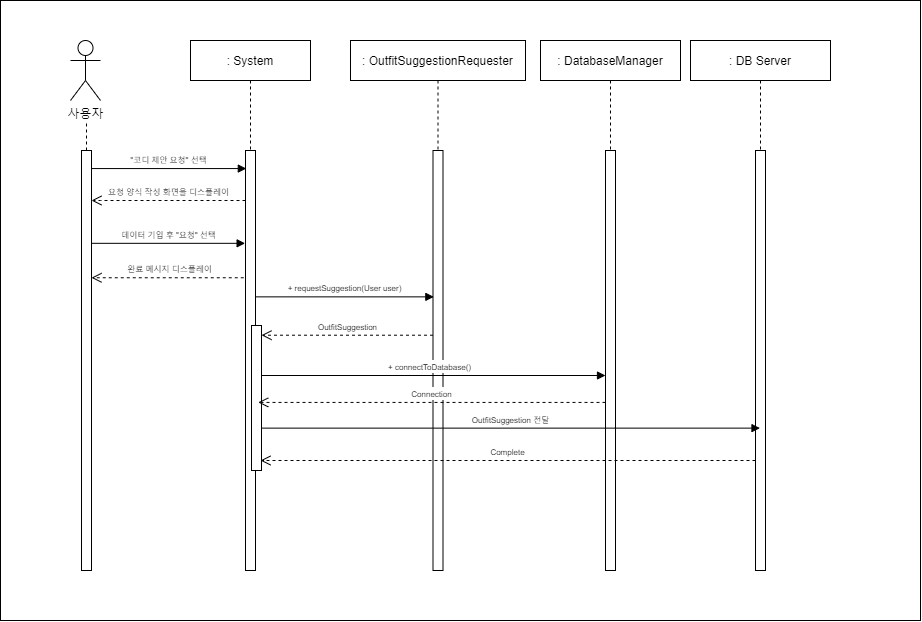 : System
: OutfitSuggestionRequester
: DatabaseManager
: DB Server
사용자
"코디 제안 요청" 선택
요청 양식 작성 화면을 디스플레이
데이터 기입 후 "요청" 선택
완료 메시지 디스플레이
+ requestSuggestion(User user)
OutfitSuggestion
+ connectToDatabase()
Connection
OutfitSuggestion 전달
Complete